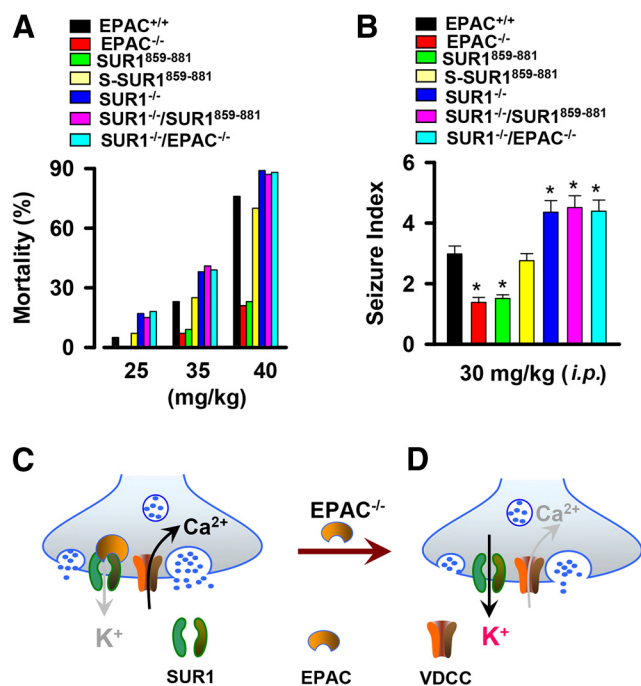 A
EPAC+/+
EPAC-/-
SUR1859-881
S-SUR1859-881
SUR1-/-
SUR1-/-/SUR1859-881
SUR1-/-/EPAC-/-
Mortality (%)
90
60
30
0
25 35 40
(mg/kg)
B
EPAC+/+
EPAC-/-
SUR1859-881
S-SUR1859-881
SUR1-/-
SUR1-/-/SUR1859-881
SUR1-/-/EPAC-/-
Seizure Index
6
4
2
0
* * * * *
30 mg/kg (i.p.)
C
Ca2+
K+
EPAC-/-
D
Ca2+
K+
SUR1 EPAC VDCC